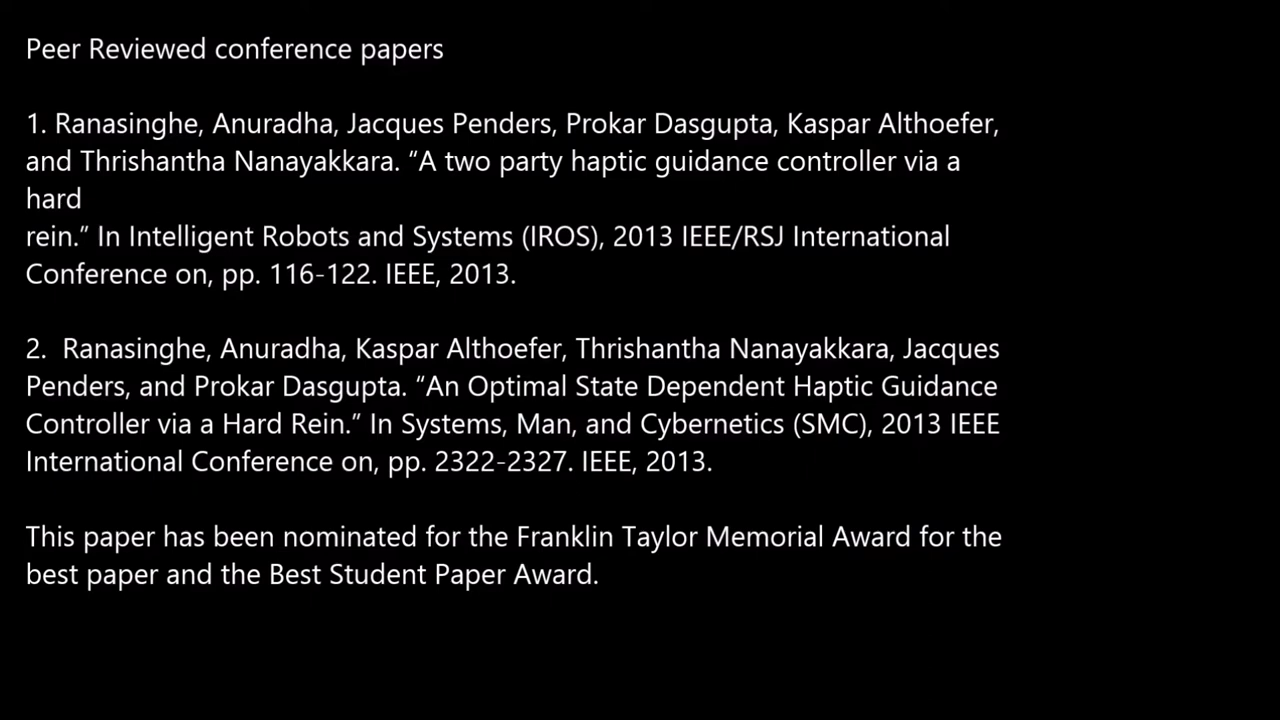 Peer Reviewed conference papers
1. Ranasinghe, Anuradha, Jacques Penders, Prokar Dasgupta, Kaspar Althoefer,
and Thrishantha Nanayakkara. “A two party haptic guidance controller via a
hard
rein.” In Intelligent Robots and Systems (IROS), 2013 IEEE/RSJ International
Conference on, pp. 116-122. IEEE, 2013.
2.  Ranasinghe, Anuradha, Kaspar Althoefer, Thrishantha Nanayakkara, Jacques
Penders, and Prokar Dasgupta. “An Optimal State Dependent Haptic Guidance
Controller via a Hard Rein.” In Systems, Man, and Cybernetics (SMC), 2013 IEEE
International Conference on, pp. 2322-2327. IEEE, 2013.
This paper has been nominated for the Franklin Taylor Memorial Award for the
best paper and the Best Student Paper Award.